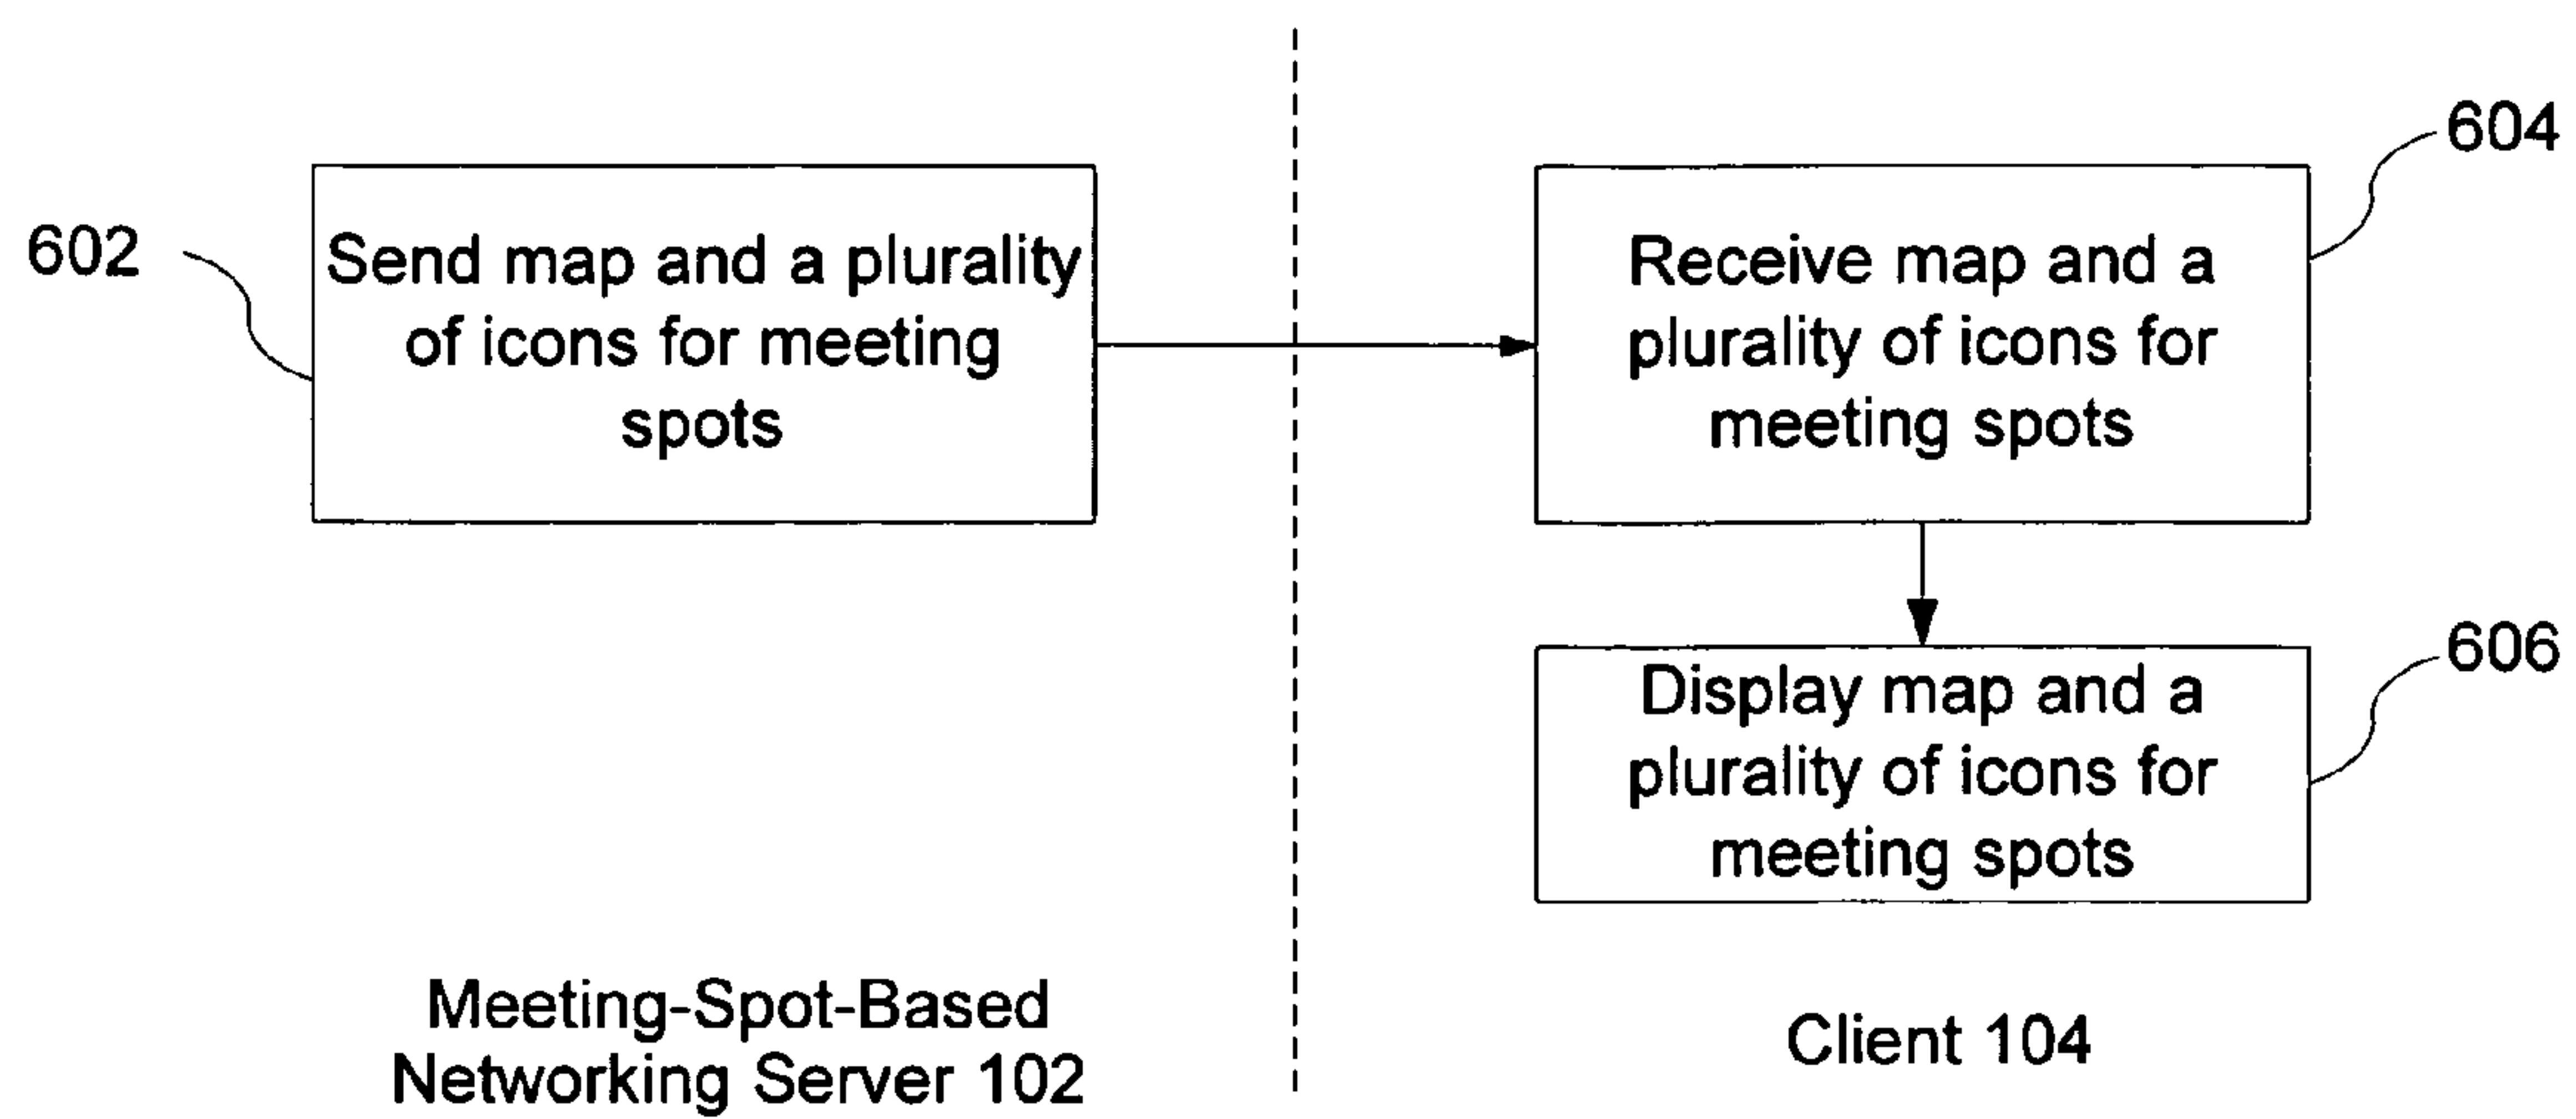 602
Send map and a plurality
of icons for meeting
spots
604
Receive map and a
plurality of icons for
meeting spots
606
Display map and a
plurality of icons for
meeting spots
Meeting-Spot-Based
Networking Server 102
Client 104